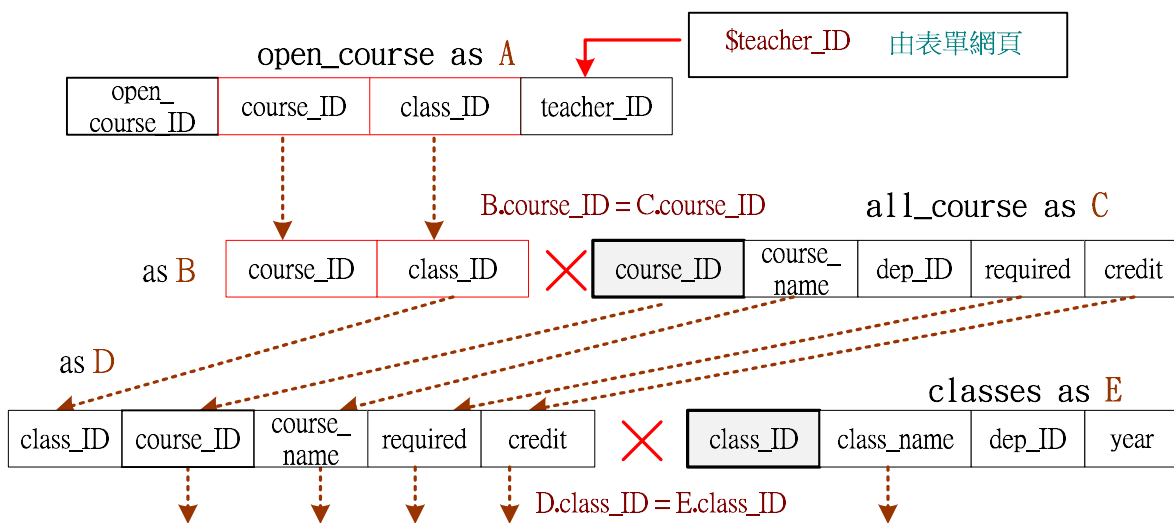 $teacher_ID 由表單網頁
open_course as A
open_
course_ID
course_ID
class_ID
teacher_ID
B.course_ID = C.course_ID
all_course as C
as B
course_ID
class_ID
course_ID
course_
name
dep_ID
required
credit
as D
classes as E
class_ID
course_ID
course_
name
required
credit
class_ID
class_name
dep_ID
year
D.class_ID = E.class_ID